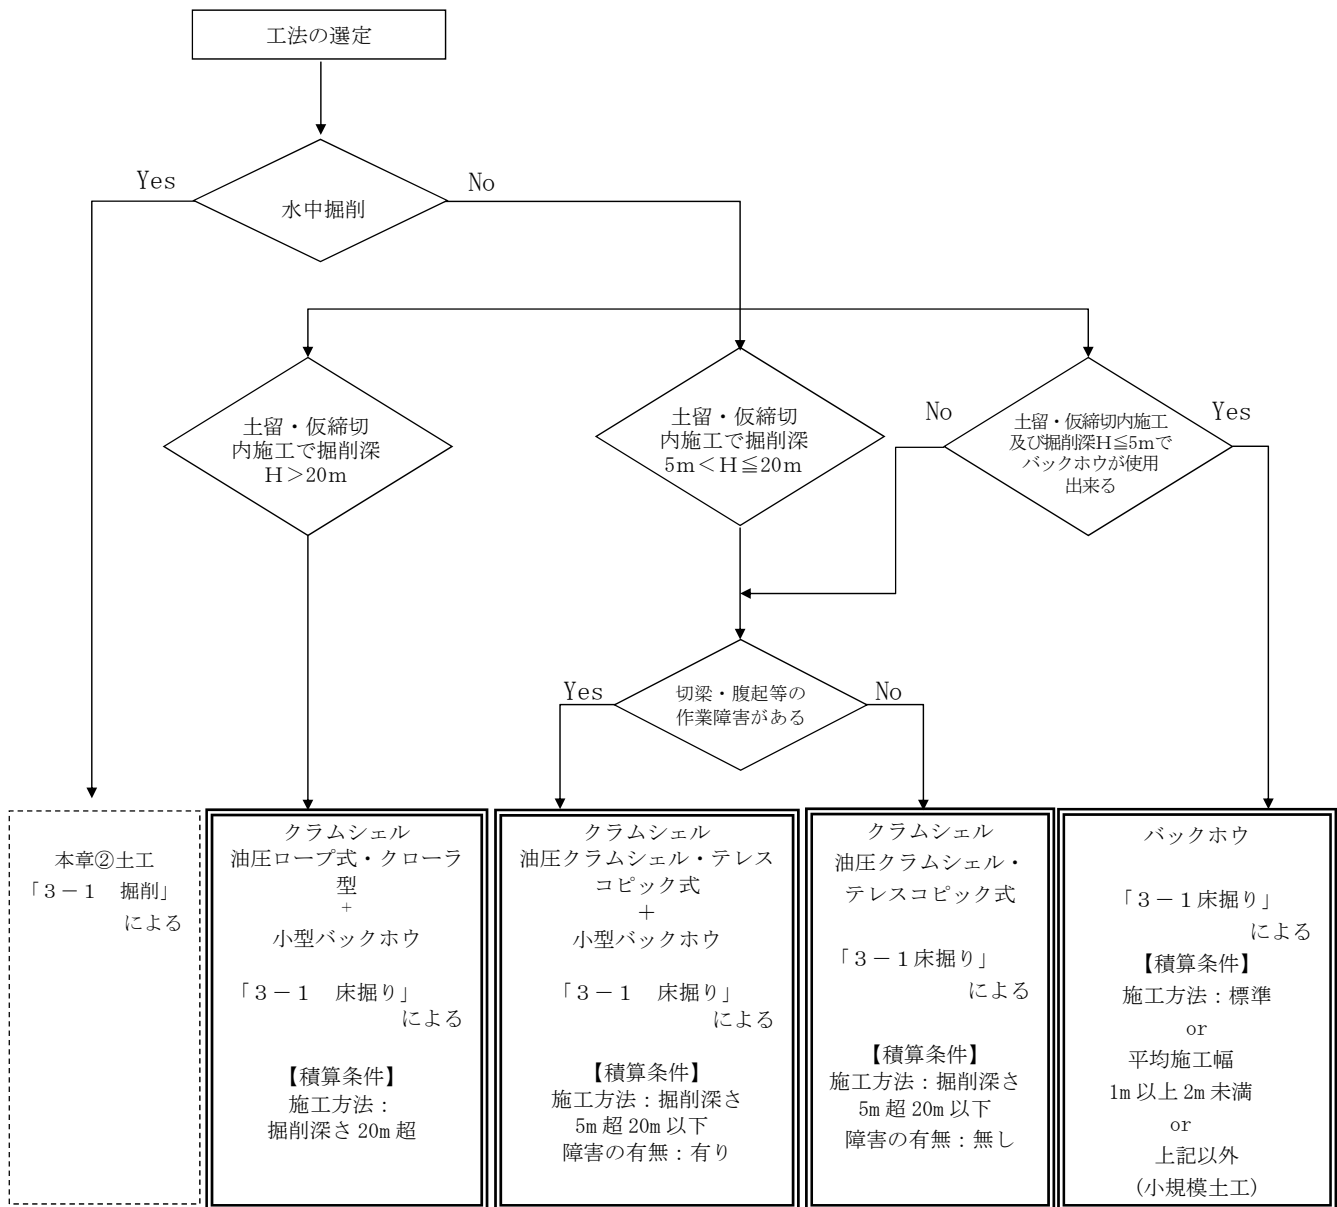 工法の選定
Yes
No
水中掘削
土留・仮締切
内施工で掘削深
H>20m
土留・仮締切
内施工で掘削深
5m<H≦20m
No
Yes
土留・仮締切内施工
及び掘削深H≦5mで
バックホウが使用
出来る
Yes
No
切梁・腹起等の
作業障害がある
本章②土工
「3-1 掘削」
による
クラムシェル
油圧ロープ式・クローラ
型
+
小型バックホウ
「3-1 床掘り」
による
【積算条件】
施工方法：
掘削深さ 20m 超
クラムシェル
油圧クラムシェル・テレス
コピック式
+
小型バックホウ
「3-1 床掘り」
による
【積算条件】
施工方法：掘削深さ
5m 超 20m 以下
障害の有無：有り
クラムシェル
油圧クラムシェル・
テレスコピック式
「3-1床掘り」
による
【積算条件】
施工方法：掘削深さ
5m 超 20m 以下
障害の有無：無し
バックホウ
「3-1床掘り」
による
【積算条件】
施工方法：標準
or
平均施工幅
1m 以上 2m 未満
or
上記以外
(小規模土工)